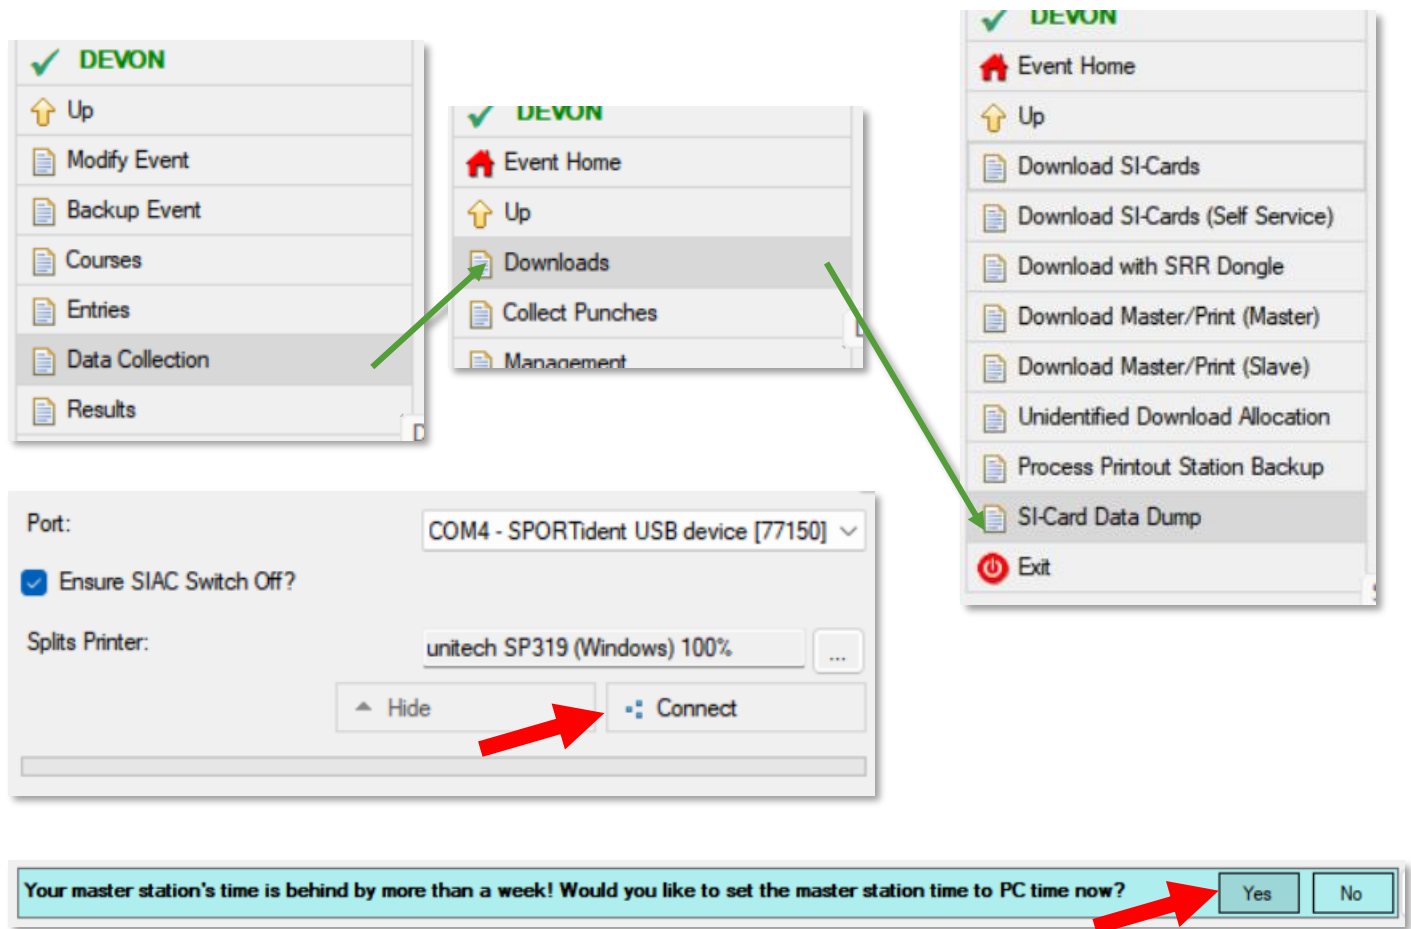 DEVON
Up
Modify Event
Backup Event
Courses
Entries
Data Collection
Results
D
DEVON
Event Home
Up
Downloads
Collect Punches
Management
DEVON
Event Home
Up
Download SI-Cards
Download SI-Cards (Self Service)
Download with SRR Dongle
Download Master/Print (Master)
Download Master/Print (Slave)
Unidentified Download Allocation
Process Printout Station Backup
SI-Card Data Dump
Exit
Port:
COM4 - SPORTident USB device [77150]
Ensure SIAC Switch Off?
Splits Printer:
unitech SP319 (Windows) 100%
...
Hide
Connect
Your master station's time is behind by more than a week! Would you like to set the master station time to PC time now?
Yes
No